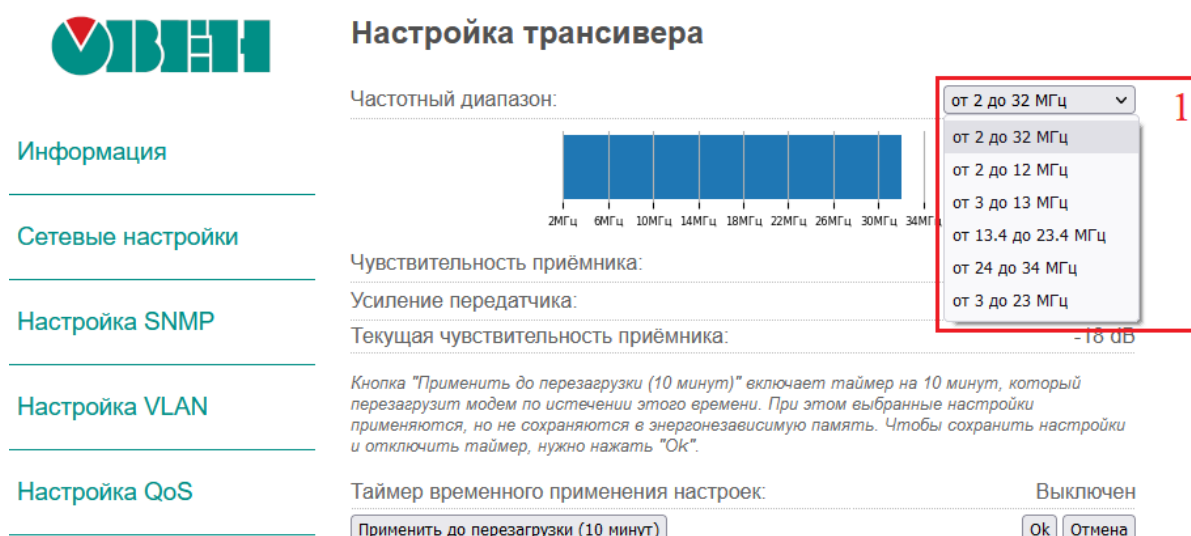 ОВЕН
Информация
Сетевые настройки
Настройка SNMP
Настройка VLAN
Настройка QoS
Настройка трансивера
Частотный диапазон:
от 2 до 32 МГц
1
от 2 до 32 МГц
от 2 до 12 МГц
от 3 до 13 МГц
от 13.4 до 23.4 МГц
от 24 до 34 МГц
от 3 до 23 МГц
2МГц 6МГц 10МГц 14МГц 18МГц 22МГц 26МГц 30МГц 34МГц
Чувствительность приёмника:
Усиление передатчика:
Текущая чувствительность приёмника: -18 dB
Кнопка "Применить до перезагрузки (10 минут)" включает таймер на 10 минут, который
перезагрузит модем по истечении этого времени. При этом выбранные настройки
применяются, но не сохраняются в энергонезависимую память. Чтобы сохранить настройки
и отключить таймер, нужно нажать "Ok".
Таймер временного применения настроек: Выключен
Применить до перезагрузки (10 минут) Ok Отмена